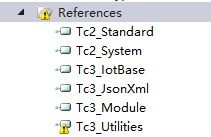 References
Tc2_Standard
Tc2_System
Tc3_IotBase
Tc3_JsonXml
Tc3_Module
Tc3_Utilities